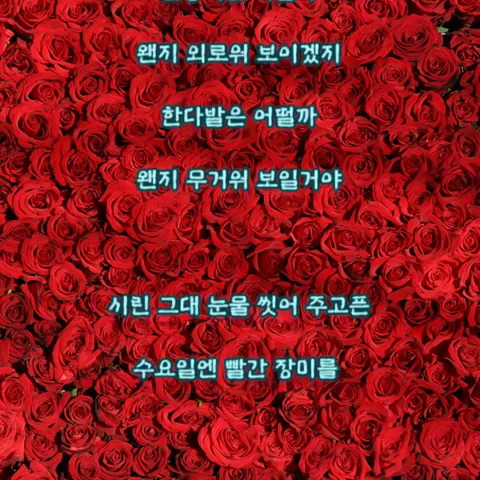 왠지 외로워 보이겠지
한다발은 어떨까
왠지 무거워 보일거야
시린 그대 눈물 씻어 주고픈
수요일엔 빨간 장미를